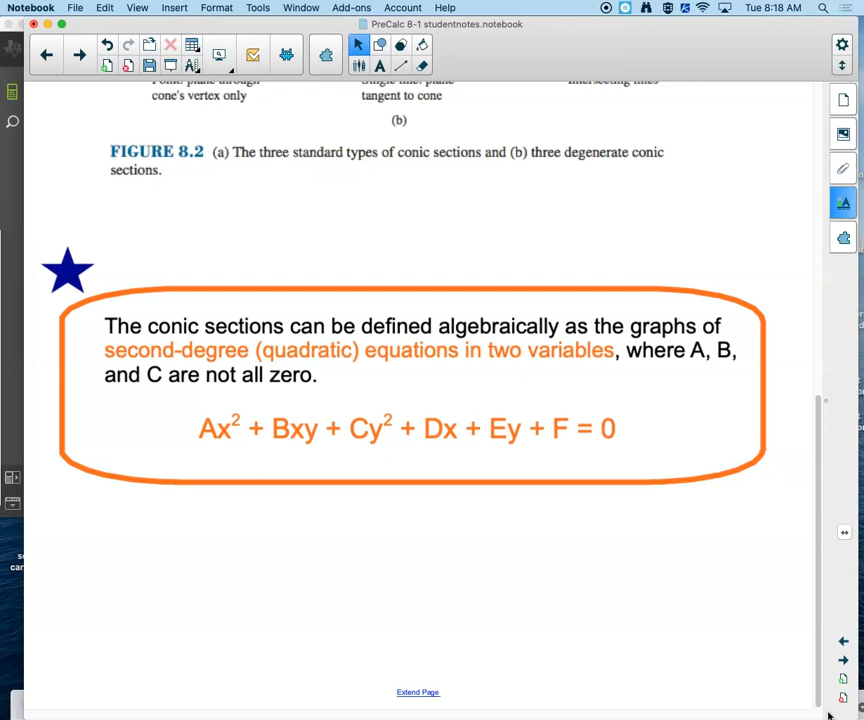 Notebook File Edit View Insert Format Tools Window Add-ons Account Help Tue 8:18 AM
PreCalc 8-1 studentnotes.notebook
cone's vertex only
tangent to cone
(b)
FIGURE 8.2 (a) The three standard types of conic sections and (b) three degenerate conic
sections.
The conic sections can be defined algebraically as the graphs of
second-degree (quadratic) equations in two variables, where A, B,
and C are not all zero.
Ax² + Bxy + Cy² + Dx + Ey + F = 0
Extend Page